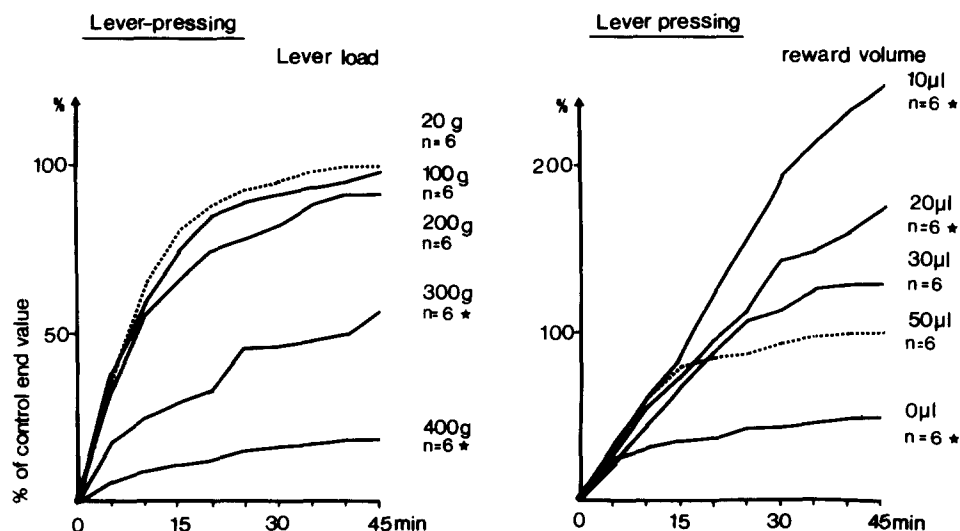 Lever-pressing
Lever load
%
100
50
% of control end value
20 g
n=6
100g
n=6
200g
n=6
300g
n=6 ★
400g
n=6 ★
0 15 30 45min
Lever pressing
reward volume
%
200
100
10µl
n=6 ★
20µl
n=6 ★
30µl
n=6
50µl
n=6
0µl
n=6 ★
0 15 30 45min